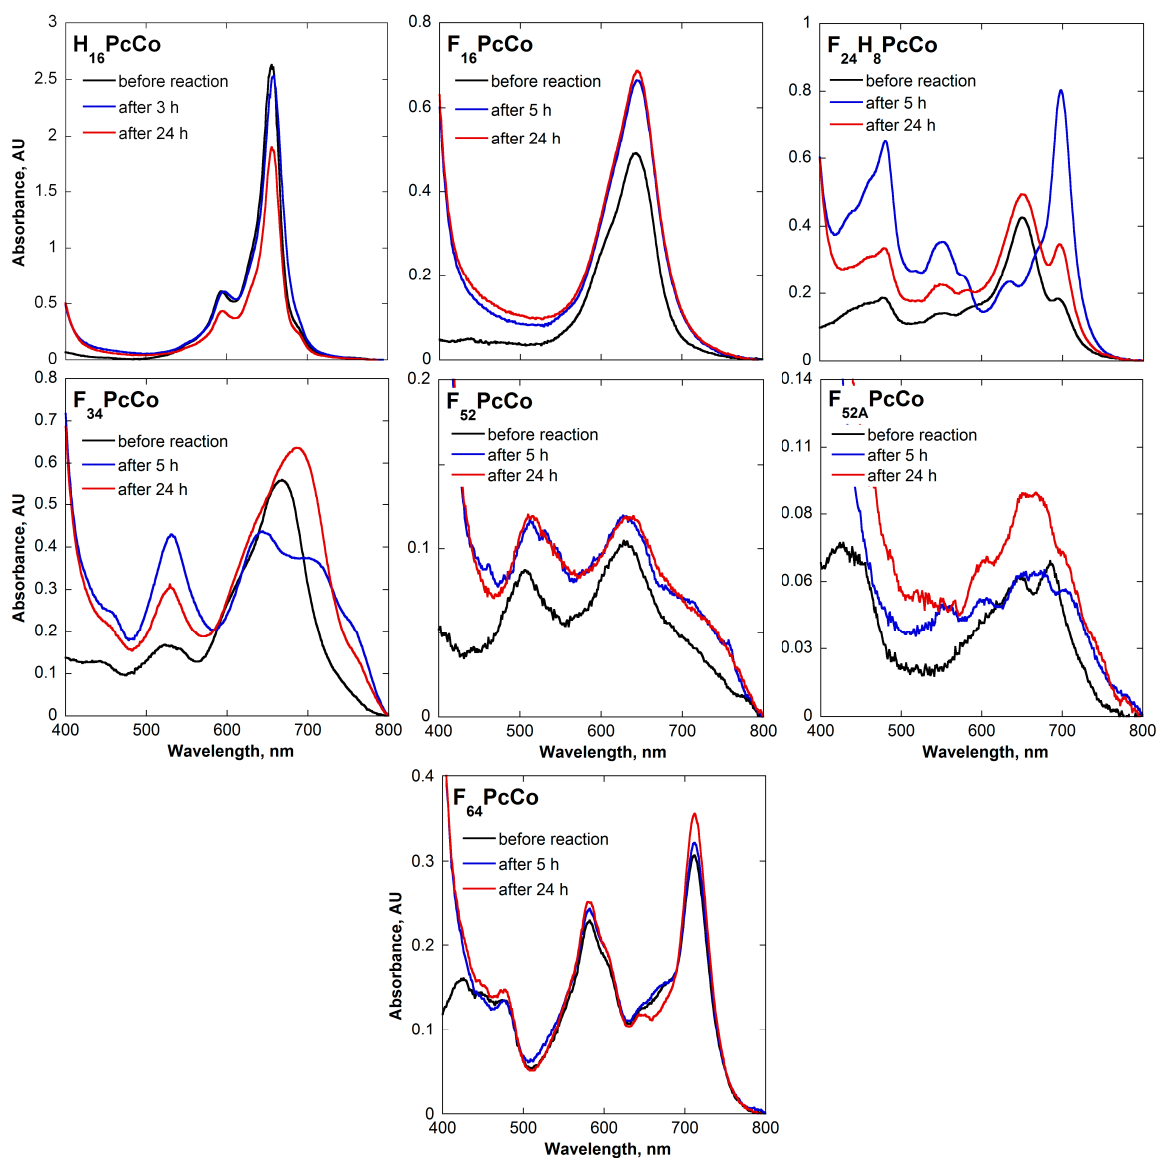 H16PcCo
before reaction
after 3 h
after 24 h
3
2.5
2
1.5
1
0.5
0
Absorbance, AU
F16PcCo
before reaction
after 5 h
after 24 h
0.8
0.6
0.4
0.2
0
F24H8PcCo
before reaction
after 5 h
after 24 h
1
0.8
0.6
0.4
0.2
0
F34PcCo
before reaction
after 5 h
after 24 h
0.8
0.7
0.6
0.5
0.4
0.3
0.2
0.1
0
400 500 600 700 800
Absorbance, AU
Wavelength, nm
F52PcCo
before reaction
after 5 h
after 24 h
0.2
0.1
0
400 500 600 700 800
Wavelength, nm
F52APcCo
before reaction
after 5 h
after 24 h
0.14
0.11
0.08
0.06
0.03
0
400 500 600 700 800
Wavelength, nm
F64PcCo
before reaction
after 5 h
after 24 h
0.4
0.3
0.2
0.1
0
400 500 600 700 800
Absorbance, AU
Wavelength, nm